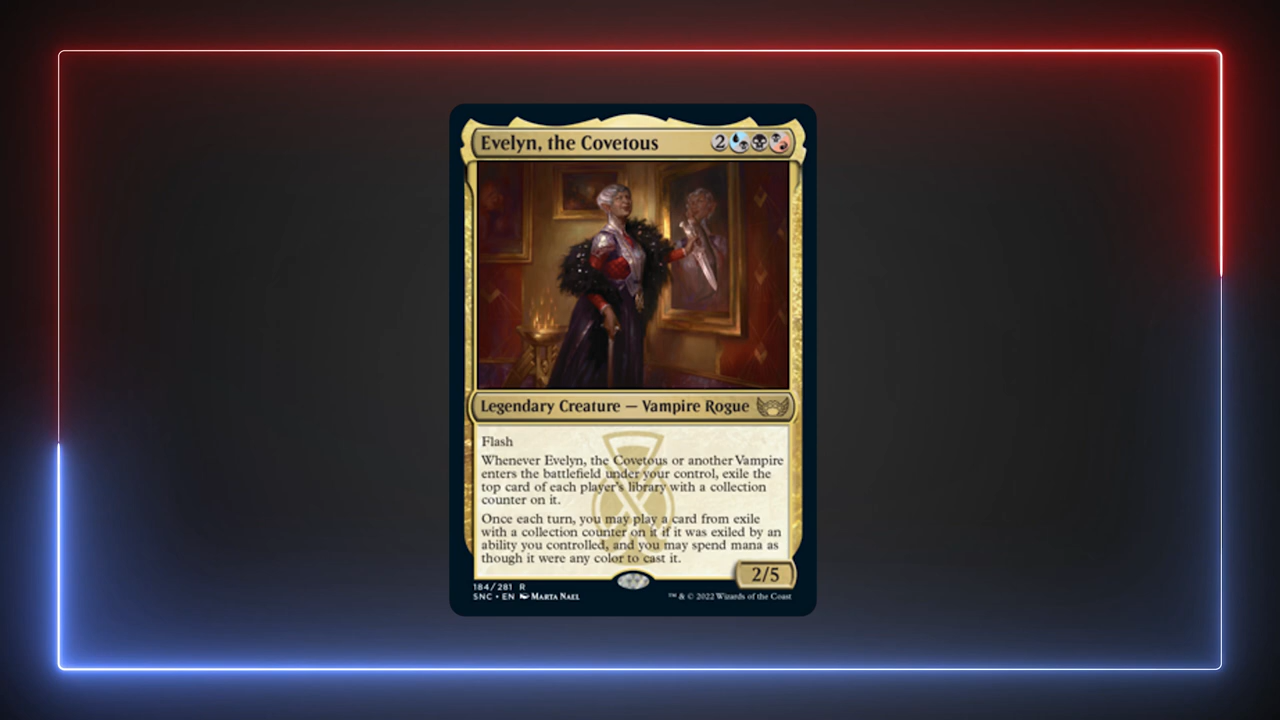 Evelyn, the Covetous 2
Legendary Creature — Vampire Rogue
Flash
Whenever Evelyn, the Covetous or another Vampire
enters the battlefield under your control, exile the
top card of each player's library with a collection
counter on it.
Once each turn, you may play a card from exile
with a collection counter on it if it was exiled by an
ability you controlled, and you may spend mana as
though it were any color to cast it.
2/5
184/281 R
SNC • EN Marta Nael
™ & © 2022 Wizards of the Coast